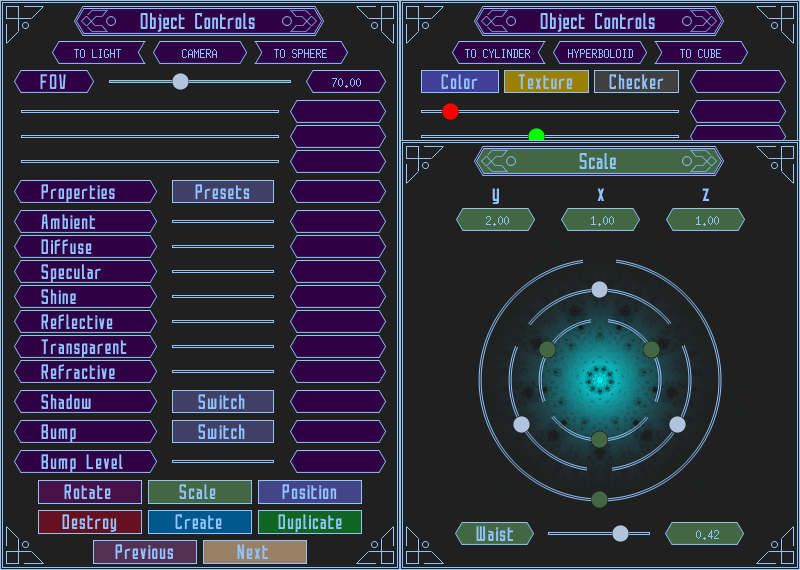 Object Controls
TO LIGHT CAMERA TO SPHERE
FOV 70.00
Properties Presets
Ambient
Diffuse
Specular
Shine
Reflective
Transparent
Refractive
Shadow Switch
Bump Switch
Bump Level
Rotate Scale Position
Destroy Create Duplicate
Previous Next
Object Controls
TO CYLINDER HYPERBOLOID TO CUBE
Color Texture Checker
Scale
y x z
2.00 1.00 1.00
Waist 0.42